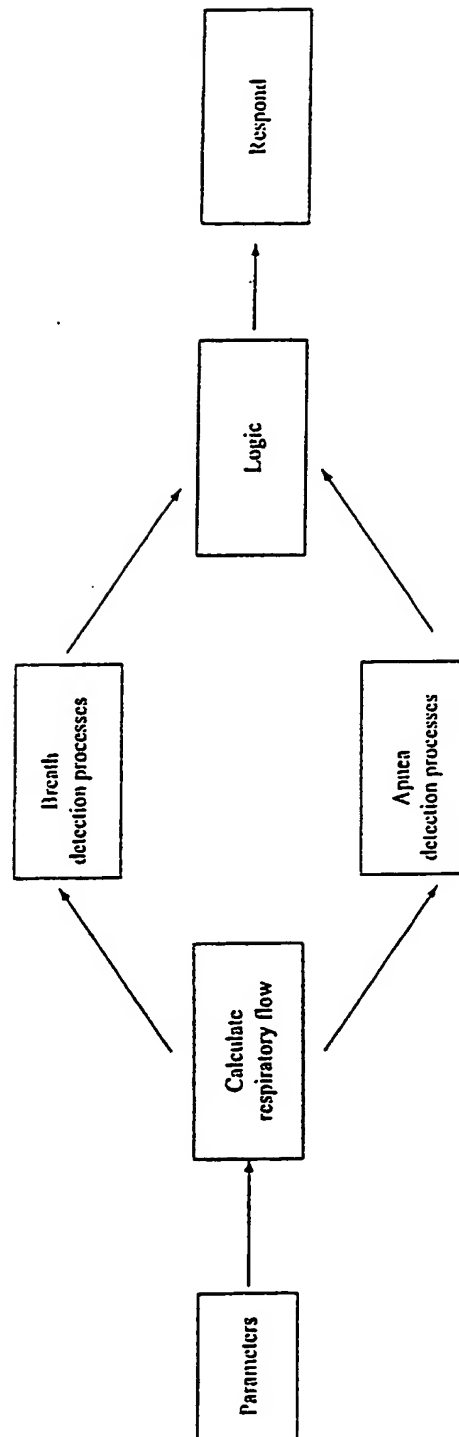 Parameters
Calculate
respiratory flow
Breath
detection processes
Apnea
detection processes
Logic
Respond